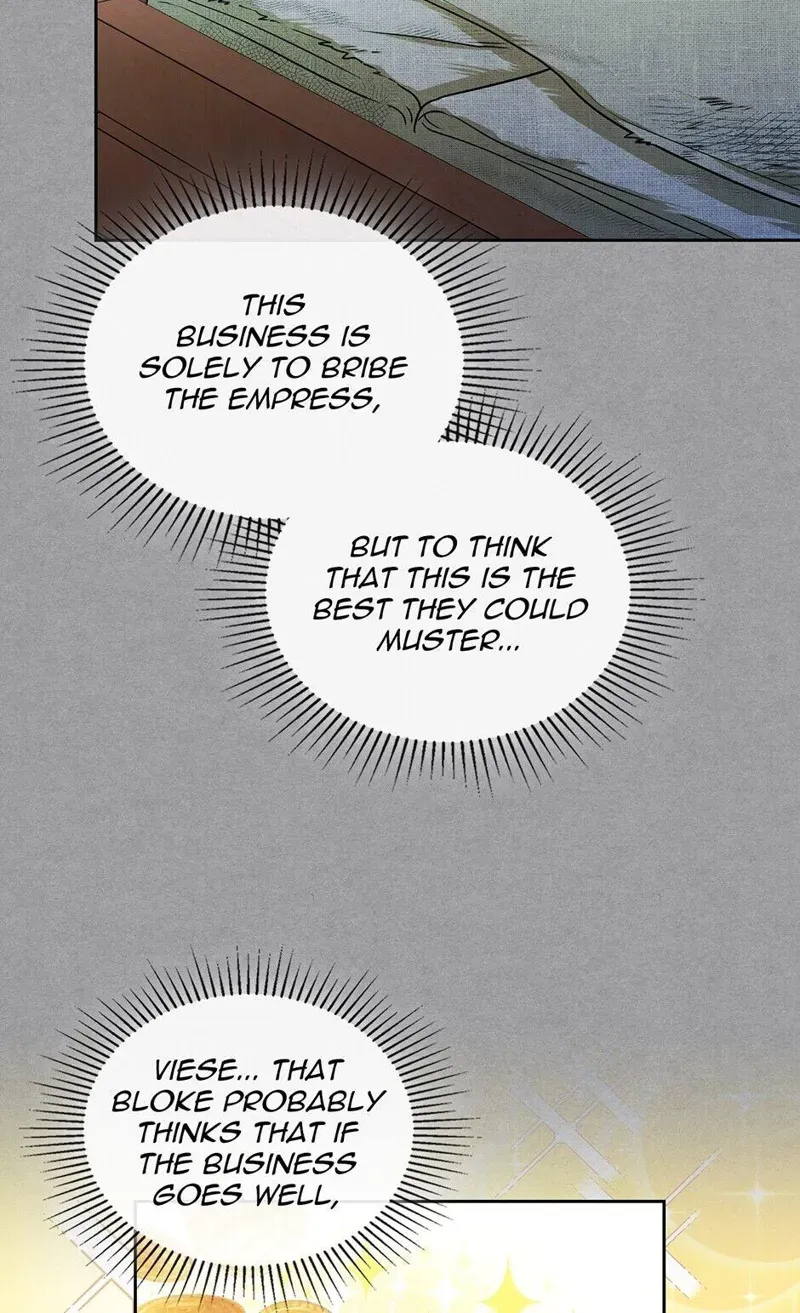 THIS
BUSINESS IS
SOLELY TO BRIBE
THE EMPRESS,
BUT TO THINK
THAT THIS IS THE
BEST THEY COULD
MUSTER...
VIESE... THAT
BLOKE PROBABLY
THINKS THAT IF
THE BUSINESS
GOES WELL,